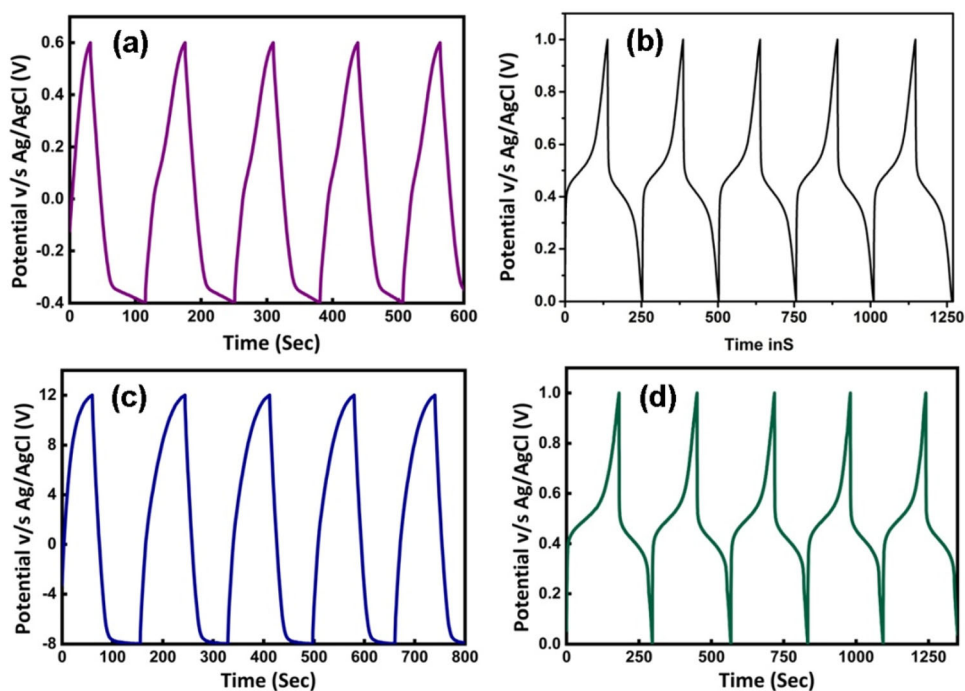 (a)
Potential v/s Ag/AgCl (V)
0.6
0.4
0.2
0.0
-0.2
-0.4
0 100 200 300 400 500 600
Time (Sec)
(b)
Potential v/s Ag/AgCl (V)
1.0
0.8
0.6
0.4
0.2
0.0
0 250 500 750 1000 1250
Time inS
(c)
Potential v/s Ag/AgCl (V)
12
8
4
0
-4
-8
0 100 200 300 400 500 600 700 800
Time (Sec)
(d)
Potential v/s Ag/AgCl (V)
1.0
0.8
0.6
0.4
0.2
0.0
0 250 500 750 1000 1250
Time (Sec)